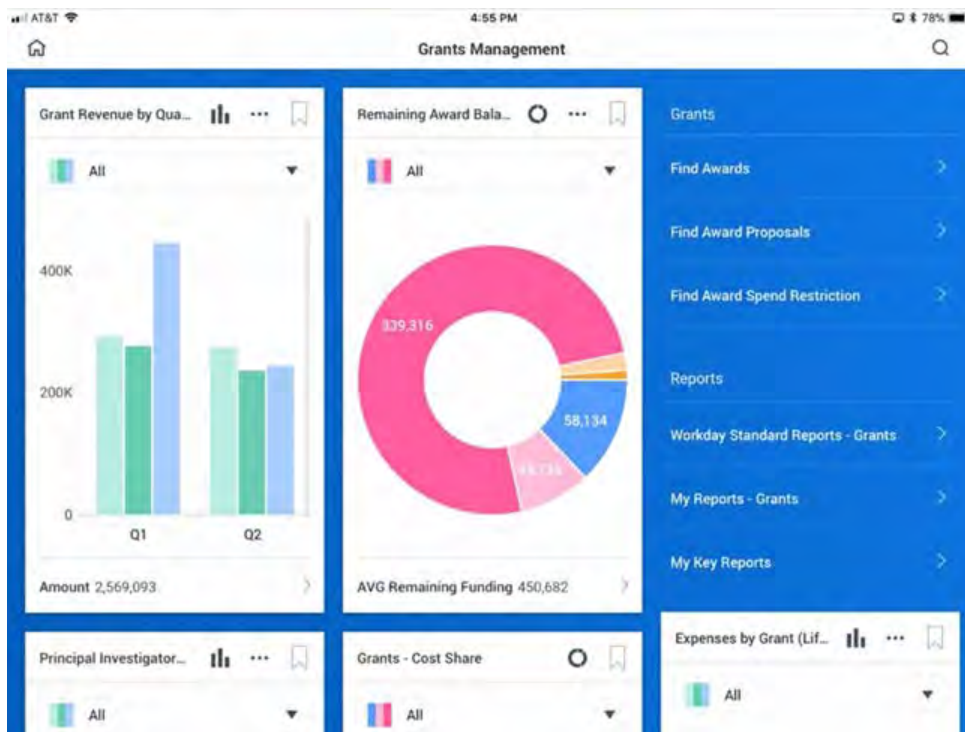 AT&T
4:55 PM
78%
Grants Management
Grant Revenue by Qua...
All
400K
200K
0
Q1
Q2
Amount 2,569,093
Remaining Award Bala...
All
339,316
58,134
AVG Remaining Funding 450,682
Grants
Find Awards
Find Award Proposals
Find Award Spend Restriction
Reports
Workday Standard Reports - Grants
My Reports - Grants
My Key Reports
Principal Investigator...
All
Grants - Cost Share
All
Expenses by Grant (Lif...
All